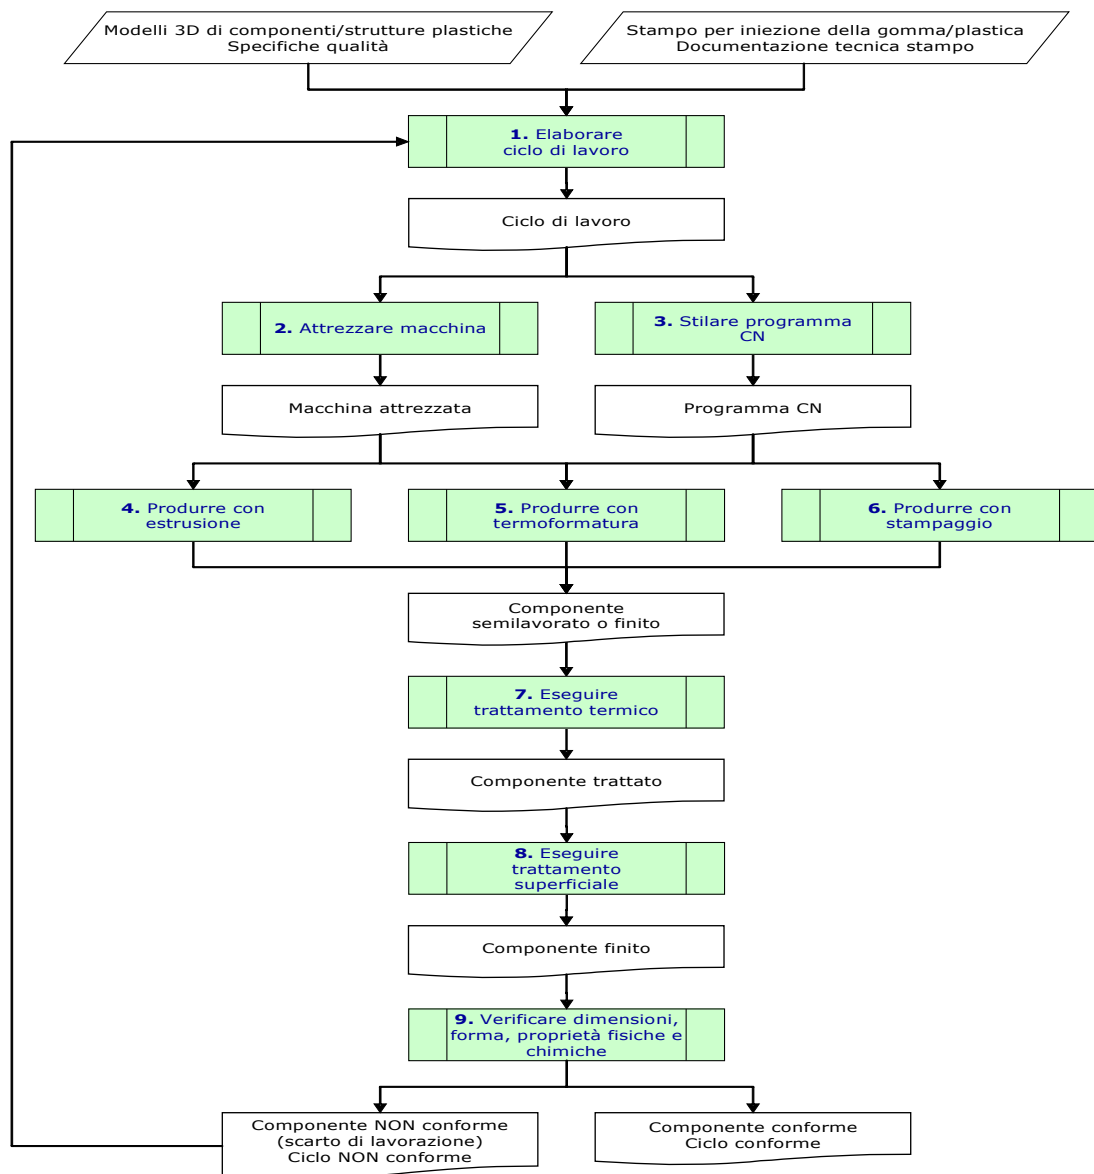 Modelli 3D di componenti/strutture plastiche
Specifiche qualità
Stampo per iniezione della gomma/plastica
Documentazione tecnica stampo
1. Elaborare
ciclo di lavoro
Ciclo di lavoro
2. Attrezzare macchina
3. Stilare programma
CN
Macchina attrezzata
Programma CN
4. Produrre con
estrusione
5. Produrre con
termoformatura
6. Produrre con
stampaggio
Componente
semilavorato o finito
7. Eseguire
trattamento termico
Componente trattato
8. Eseguire
trattamento
superficiale
Componente finito
9. Verificare dimensioni,
forma, proprietà fisiche e
chimiche
Componente NON conforme
(scarto di lavorazione)
Ciclo NON conforme
Componente conforme
Ciclo conforme